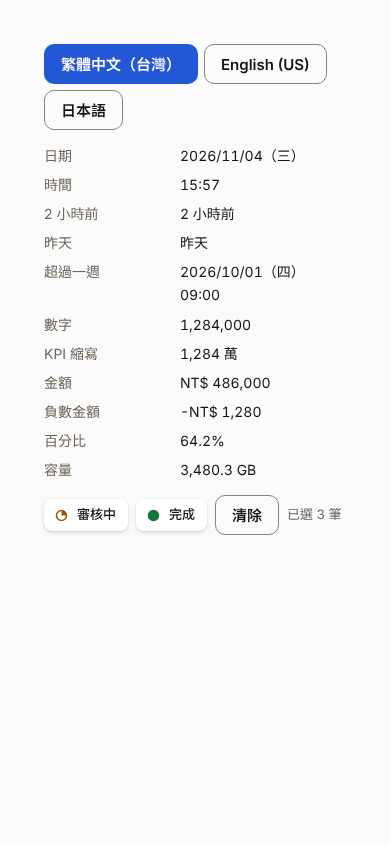 繁體中文（台灣） English (US)
日本語
日期 2026/11/04（三）
時間 15:57
2 小時前 2 小時前
昨天 昨天
超過一週 2026/10/01（四）
09:00
數字 1,284,000
KPI 縮寫 1,284 萬
金額 NT$ 486,000
負數金額 -NT$ 1,280
百分比 64.2%
容量 3,480.3 GB
審核中 完成 清除 已選 3 筆